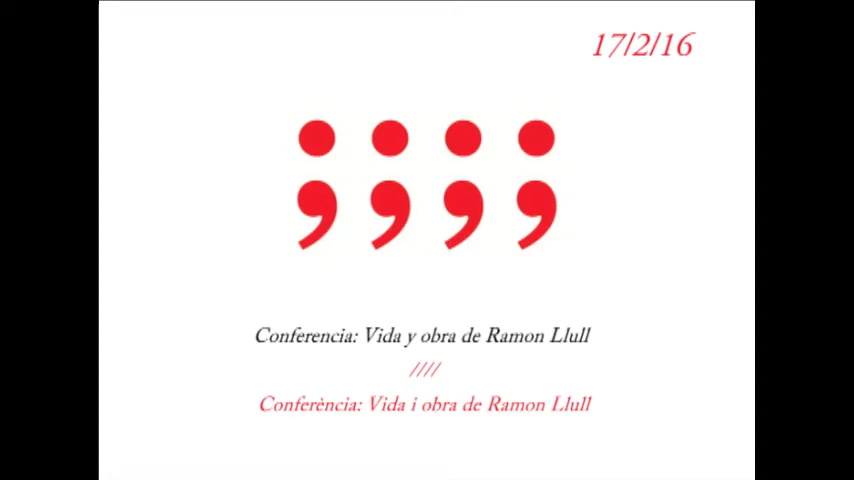 17/2/16
;;;;
Conferencia: Vida y obra de Ramon Llull
////
Conferència: Vida i obra de Ramon Llull